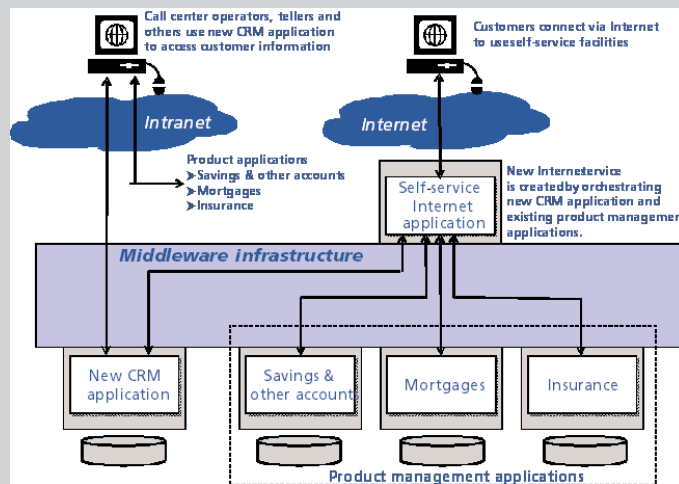 Call center operators, tellers and
others use new CRM application
to access customer information
Customers connect via Internet
to useself-service facilities
Intranet
Internet
Product applications
➤Savings & other accounts
➤Mortgages
➤Insurance
Self-service
Internet
application
New Internetservice
is createdby orchestrating
new CRM application and
existing product management
applications.
Middleware infrastructure
New CRM
application
Savings &
other accounts
Mortgages
Insurance
Product management applications